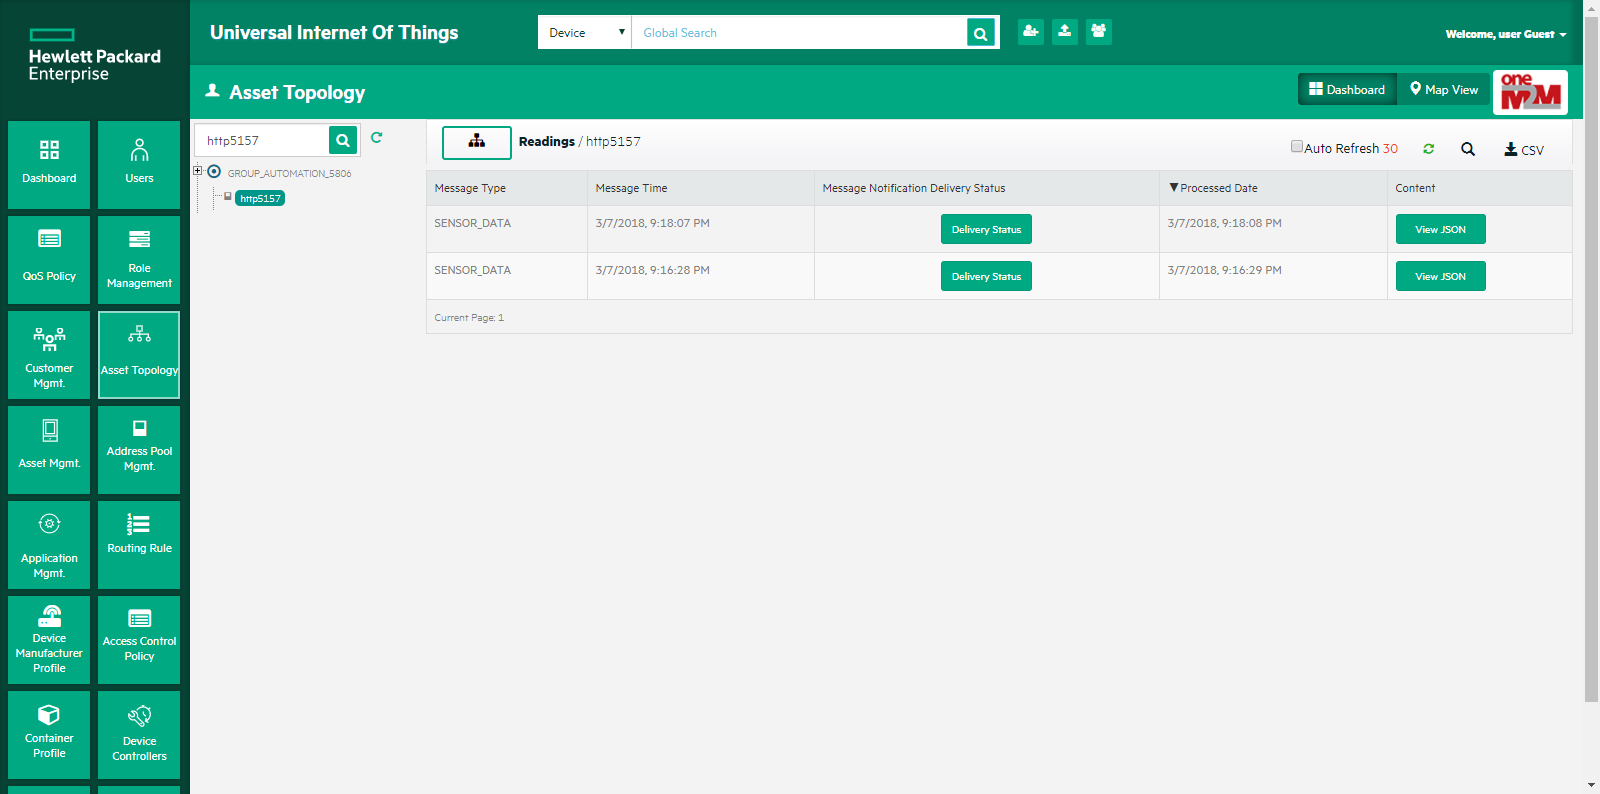 Hewlett Packard
Enterprise
Universal Internet Of Things
Device
Global Search
Welcome, user Guest
Asset Topology
Dashboard
Map View
one
M2M
Dashboard
Users
QoS Policy
Role
Management
Customer
Mgmt.
Asset Topology
Asset Mgmt.
Address Pool
Mgmt.
Application
Mgmt.
1
2
3
Routing Rule
Device
Manufacturer
Profile
Access Control
Policy
Container
Profile
Device
Controllers
http5157
GROUP_AUTOMATION_5806
http5157
Readings / http5157
Auto Refresh 30
CSV
Message Type
Message Time
Message Notification Delivery Status
▼Processed Date
Content
SENSOR_DATA
3/7/2018, 9:18:07 PM
Delivery Status
3/7/2018, 9:18:08 PM
View JSON
SENSOR_DATA
3/7/2018, 9:16:28 PM
Delivery Status
3/7/2018, 9:16:29 PM
View JSON
Current Page: 1